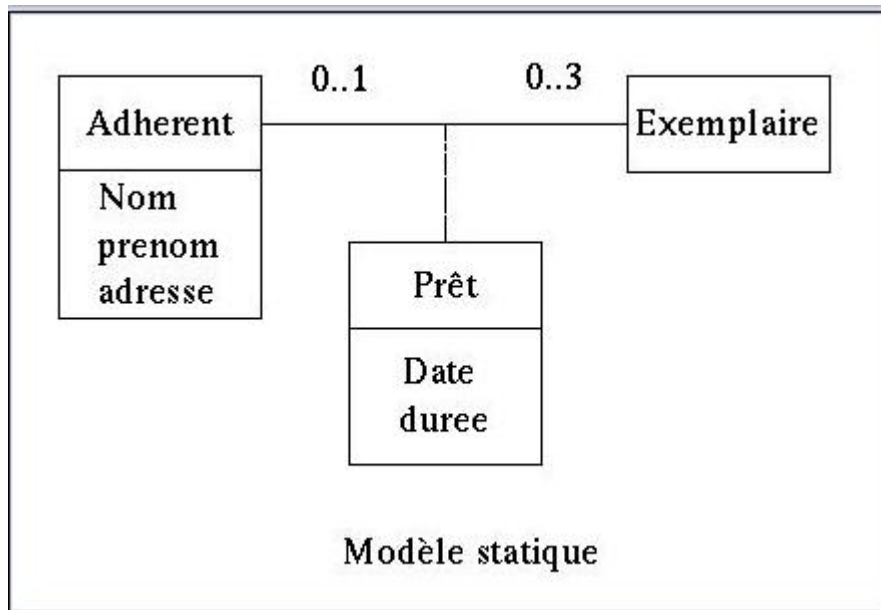 0..1
0..3
Adherent
Exemplaire
Nom
prenom
adresse
Prêt
Date
duree
Modèle statique